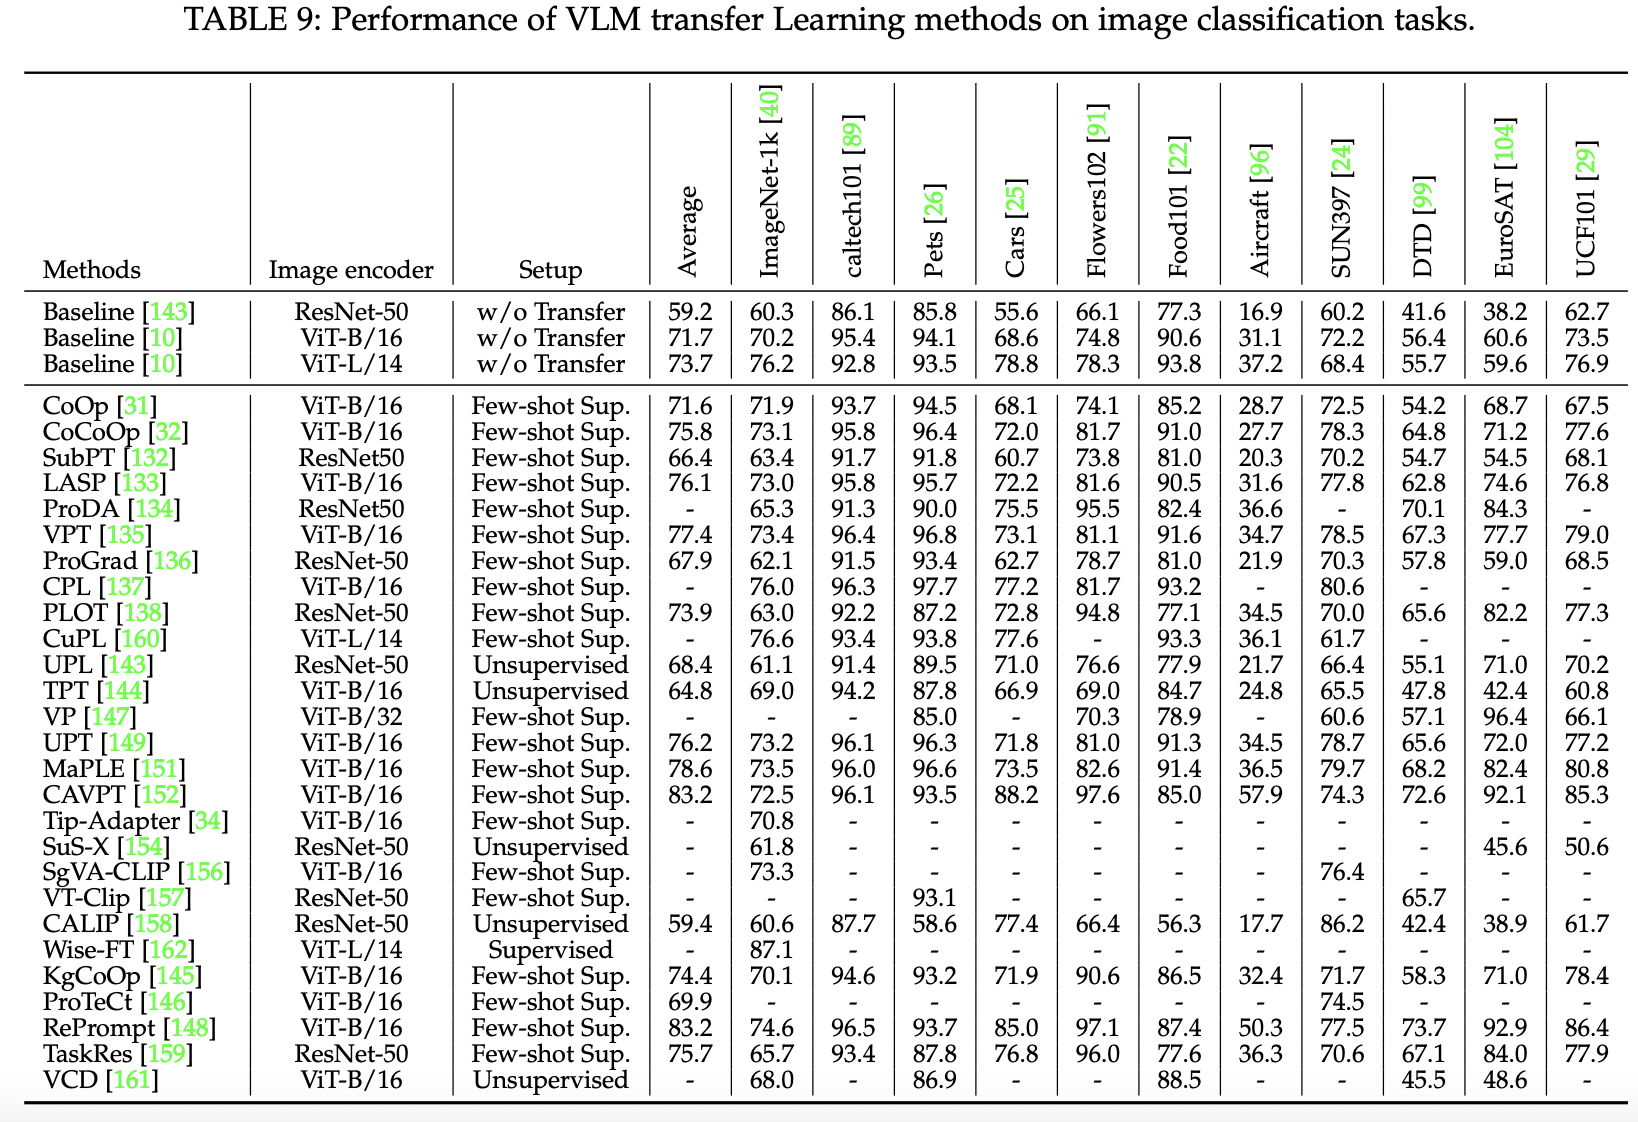 TABLE 9: Performance of VLM transfer Learning methods on image classification tasks.
Methods Image encoder Setup Average ImageNet-1k [40] caltech101 [89] Pets [26] Cars [25] Flowers102 [91] Food101 [22] Aircraft [96] SUN397 [24] DTD [99] EuroSAT [104] UCF101 [29]
Baseline [143] ResNet-50 w/o Transfer 59.2 60.3 86.1 85.8 55.6 66.1 77.3 16.9 60.2 41.6 38.2 62.7
Baseline [10] ViT-B/16 w/o Transfer 71.7 70.2 95.4 94.1 68.6 74.8 90.6 31.1 72.2 56.4 60.6 73.5
Baseline [10] ViT-L/14 w/o Transfer 73.7 76.2 92.8 93.5 78.8 78.3 93.8 37.2 68.4 55.7 59.6 76.9
CoOp [31] ViT-B/16 Few-shot Sup. 71.6 71.9 93.7 94.5 68.1 74.1 85.2 28.7 72.5 54.2 68.7 67.5
CoCoOp [32] ViT-B/16 Few-shot Sup. 75.8 73.1 95.8 96.4 72.0 81.7 91.0 27.7 78.3 64.8 71.2 77.6
SubPT [132] ResNet50 Few-shot Sup. 66.4 63.4 91.7 91.8 60.7 73.8 81.0 20.3 70.2 54.7 54.5 68.1
LASP [133] ViT-B/16 Few-shot Sup. 76.1 73.0 95.8 95.7 72.2 81.6 90.5 31.6 77.8 62.8 74.6 76.8
ProDA [134] ResNet50 Few-shot Sup. - 65.3 91.3 90.0 75.5 95.5 82.4 36.6 - 70.1 84.3 -
VPT [135] ViT-B/16 Few-shot Sup. 77.4 73.4 96.4 96.8 73.1 81.1 91.6 34.7 78.5 67.3 77.7 79.0
ProGrad [136] ResNet-50 Few-shot Sup. 67.9 62.1 91.5 93.4 62.7 78.7 81.0 21.9 70.3 57.8 59.0 68.5
CPL [137] ViT-B/16 Few-shot Sup. - 76.0 96.3 97.7 77.2 81.7 93.2 - 80.6 - - -
PLOT [138] ResNet-50 Few-shot Sup. 73.9 63.0 92.2 87.2 72.8 94.8 77.1 34.5 70.0 65.6 82.2 77.3
CuPL [160] ViT-L/14 Few-shot Sup. - 76.6 93.4 93.8 77.6 - 93.3 36.1 61.7 - - -
UPL [143] ResNet-50 Unsupervised 68.4 61.1 91.4 89.5 71.0 76.6 77.9 21.7 66.4 55.1 71.0 70.2
TPT [144] ViT-B/16 Unsupervised 64.8 69.0 94.2 87.8 66.9 69.0 84.7 24.8 65.5 47.8 42.4 60.8
VP [147] ViT-B/32 Few-shot Sup. - - - 85.0 - 70.3 78.9 - 60.6 57.1 96.4 66.1
UPT [149] ViT-B/16 Few-shot Sup. 76.2 73.2 96.1 96.3 71.8 81.0 91.3 34.5 78.7 65.6 72.0 77.2
MaPLE [151] ViT-B/16 Few-shot Sup. 78.6 73.5 96.0 96.6 73.5 82.6 91.4 36.5 79.7 68.2 82.4 80.8
CAVPT [152] ViT-B/16 Few-shot Sup. 83.2 72.5 96.1 93.5 88.2 97.6 85.0 57.9 74.3 72.6 92.1 85.3
Tip-Adapter [34] ViT-B/16 Few-shot Sup. - 70.8 - - - - - - - - - -
SuS-X [154] ResNet-50 Unsupervised - 61.8 - - - - - - - - 45.6 50.6
SgVA-CLIP [156] ViT-B/16 Few-shot Sup. - 73.3 - - - - - - 76.4 - - -
VT-Clip [157] ResNet-50 Few-shot Sup. - - - 93.1 - - - - - 65.7 - -
CALIP [158] ResNet-50 Unsupervised 59.4 60.6 87.7 58.6 77.4 66.4 56.3 17.7 86.2 42.4 38.9 61.7
Wise-FT [162] ViT-L/14 Supervised - 87.1 - - - - - - - - - -
KgCoOp [145] ViT-B/16 Few-shot Sup. 74.4 70.1 94.6 93.2 71.9 90.6 86.5 32.4 71.7 58.3 71.0 78.4
ProTeCt [146] ViT-B/16 Few-shot Sup. 69.9 - - - - - - - 74.5 - - -
RePrompt [148] ViT-B/16 Few-shot Sup. 83.2 74.6 96.5 93.7 85.0 97.1 87.4 50.3 77.5 73.7 92.9 86.4
TaskRes [159] ResNet-50 Few-shot Sup. 75.7 65.7 93.4 87.8 76.8 96.0 77.6 36.3 70.6 67.1 84.0 77.9
VCD [161] ViT-B/16 Unsupervised - 68.0 - 86.9 - - 88.5 - - 45.5 48.6 -